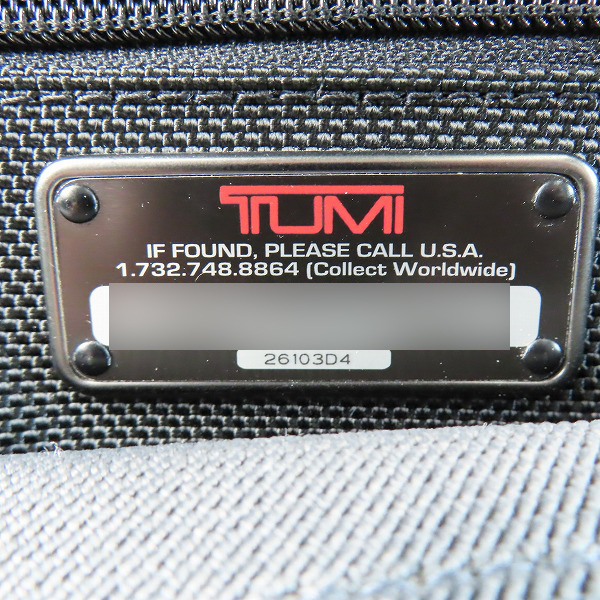 TUMI
IF FOUND, PLEASE CALL U.S.A.
1.732.748.8864 (Collect Worldwide)
26103D4